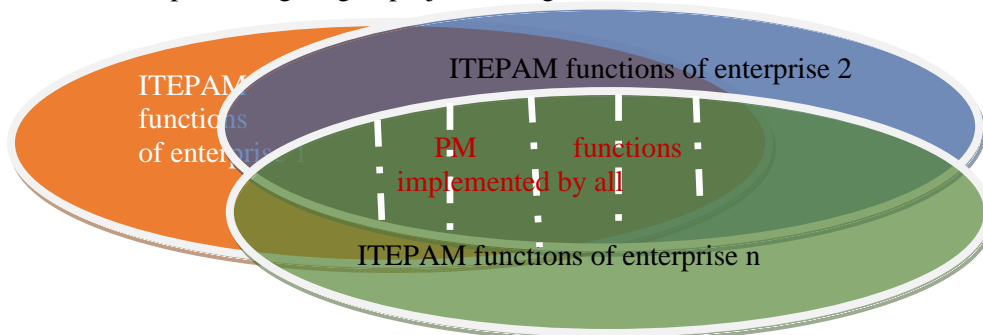 ITEPAM functions of enterprise 2
ITEPAM
functions
of enterprise 1
PM functions
implemented by all
ITEPAM functions of enterprise n